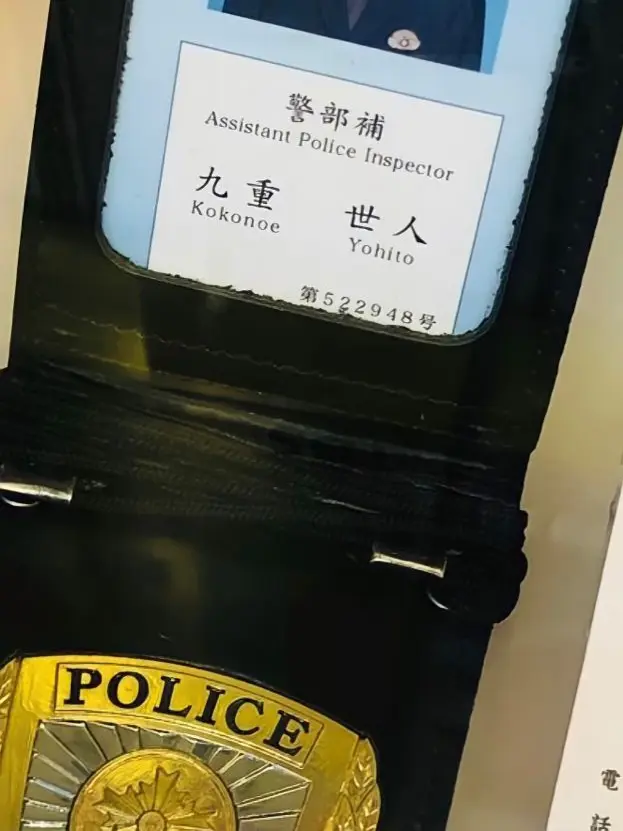 警部補
Assistant Police Inspector
九重 世人
Kokonoe Yohito
第522948号
POLICE
電
話